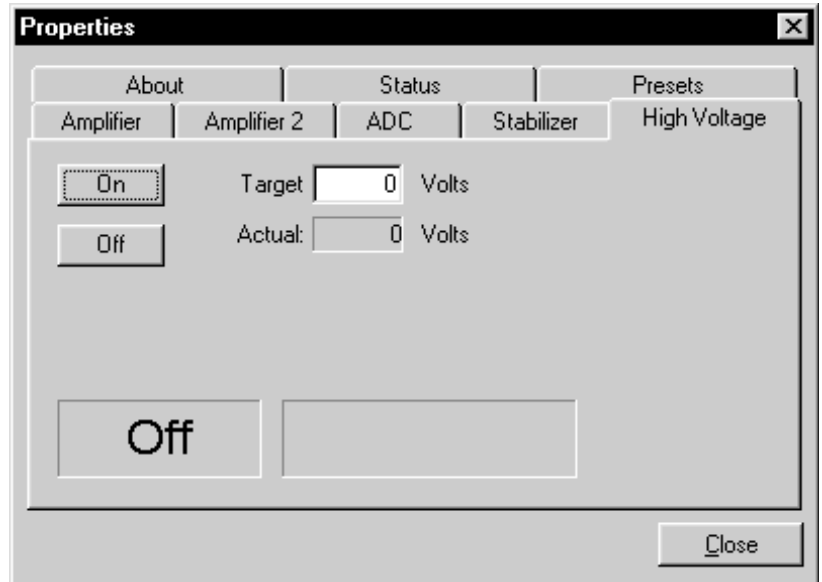 Properties
About Status Presets
Amplifier Amplifier 2 ADC Stabilizer High Voltage
On Target 0 Volts
Off Actual: 0 Volts
Off
Close